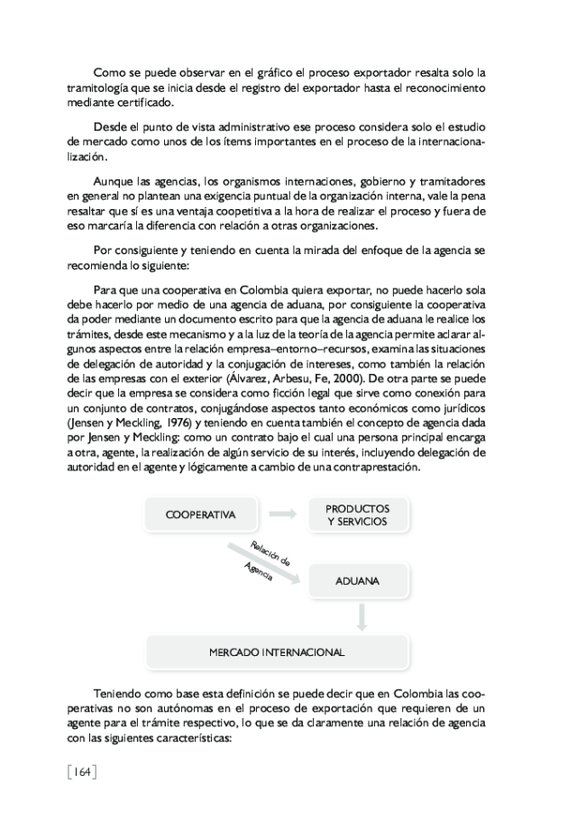 Como se puede observar en el gráfico el proceso exportador resalta solo la
tramitología que se inicia desde el registro del exportador hasta el reconocimiento
mediante certificado.
Desde el punto de vista administrativo ese proceso considera solo el estudio
de mercado como unos de los ítems importantes en el proceso de la internaciona-
lización.
Aunque las agencias, los organismos internaciones, gobierno y tramitadores
en general no plantean una exigencia puntual de la organización interna, vale la pena
resaltar que sí es una ventaja coopetitiva a la hora de realizar el proceso y fuera de
eso marcaría la diferencia con relación a otras organizaciones.
Por consiguiente y teniendo en cuenta la mirada del enfoque de la agencia se
recomienda lo siguiente:
Para que una cooperativa en Colombia quiera exportar, no puede hacerlo sola
debe hacerlo por medio de una agencia de aduana, por consiguiente la cooperativa
da poder mediante un documento escrito para que la agencia de aduana le realice los
trámites, desde este mecanismo y a la luz de la teoría de la agencia permite aclarar al-
gunos aspectos entre la relación empresa–entorno–recursos, examina las situaciones
de delegación de autoridad y la conjugación de intereses, como también la relación
de las empresas con el exterior (Álvarez, Arbesu, Fe, 2000). De otra parte se puede
decir que la empresa se considera como ficción legal que sirve como conexión para
un conjunto de contratos, conjugándose aspectos tanto económicos como jurídicos
(Jensen y Meckling, 1976) y teniendo en cuenta también el concepto de agencia dada
por Jensen y Meckling: como un contrato bajo el cual una persona principal encarga
a otra, agente, la realización de algún servicio de su interés, incluyendo delegación de
autoridad en el agente y lógicamente a cambio de una contraprestación.
COOPERATIVA
PRODUCTOS
Y SERVICIOS
Relación de
Agencia
ADUANA
MERCADO INTERNACIONAL
Teniendo como base esta definición se puede decir que en Colombia las coo-
perativas no son autónomas en el proceso de exportación que requieren de un
agente para el trámite respectivo, lo que se da claramente una relación de agencia
con las siguientes características:
[164]